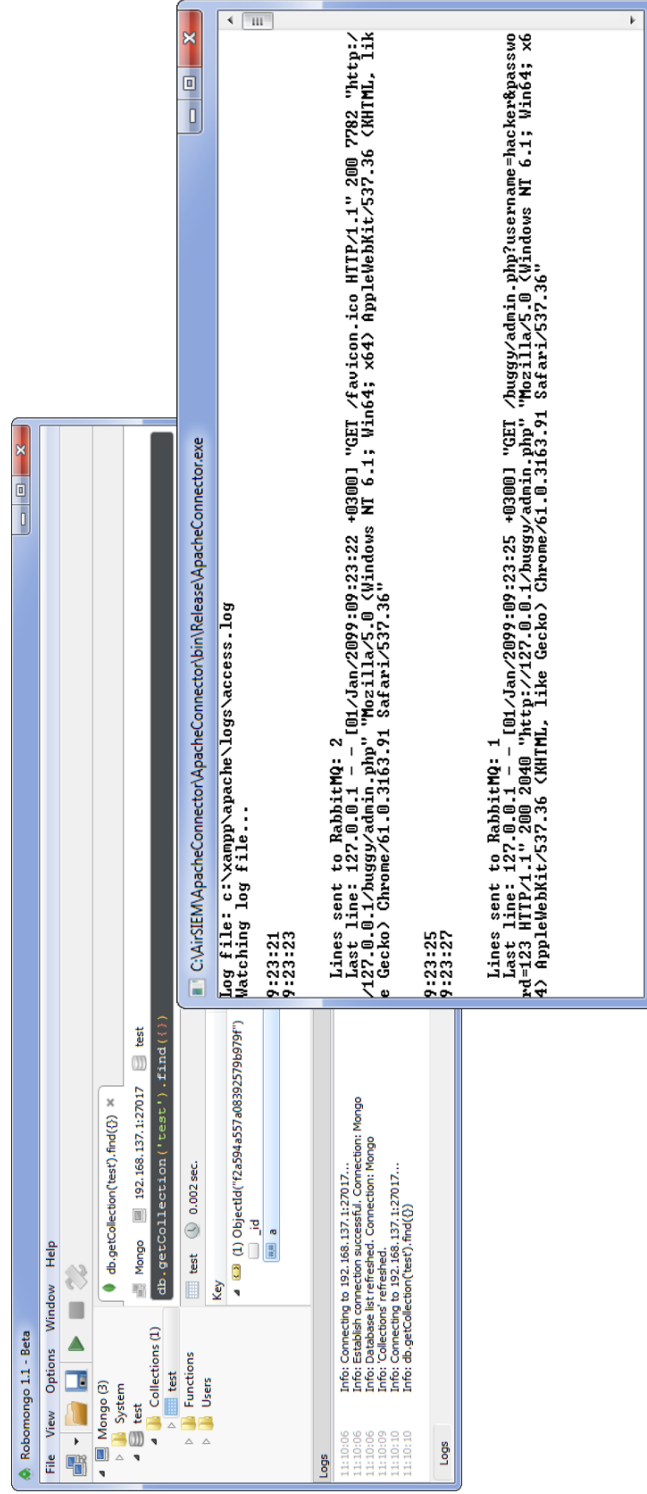 Robomongo 1.1 - Beta
File View Options Window Help
Mongo (3)
System
test
Collections (1)
test
Functions
Users
db.getCollection('test').find({})
Mongo 192.168.137.1:27017 test
db.getCollection('test').find({})
test 0.002 sec.
Key
(1) ObjectId("f2a594a557a08392579b979f")
_id
a
Logs
11:10:06 Info: Connecting to 192.168.137.1:27017...
11:10:06 Info: Establish connection successful. Connection: Mongo
11:10:06 Info: Database list refreshed. Connection: Mongo
11:10:09 Info: 'Collections' refreshed.
11:10:10 Info: Connecting to 192.168.137.1:27017...
11:10:10 Info: db.getCollection('test').find({})
Logs
C:\AirSIEM\ApacheConnector\ApacheConnector\bin\Release\ApacheConnector.exe
Log file: c:\xampp\apache\logs\access.log
Watching log file...
9:23:21
9:23:23
Lines sent to RabbitMQ: 2
Last line: 127.0.0.1 - - [01/Jan/2099:09:23:22 +0300] "GET /favicon.ico HTTP/1.1" 200 7782 "http:/
/127.0.0.1/buggy/admin.php" "Mozilla/5.0 (Windows NT 6.1; Win64; x64) AppleWebKit/537.36 (KHTML, lik
e Gecko) Chrome/61.0.3163.91 Safari/537.36"
9:23:25
9:23:27
Lines sent to RabbitMQ: 1
Last line: 127.0.0.1 - - [01/Jan/2099:09:23:25 +0300] "GET /buggy/admin.php?username=hacker&passwo
rd=123 HTTP/1.1" 200 2040 "http://127.0.0.1/buggy/admin.php" "Mozilla/5.0 (Windows NT 6.1; Win64; x6
4) AppleWebKit/537.36 (KHTML, like Gecko) Chrome/61.0.3163.91 Safari/537.36"